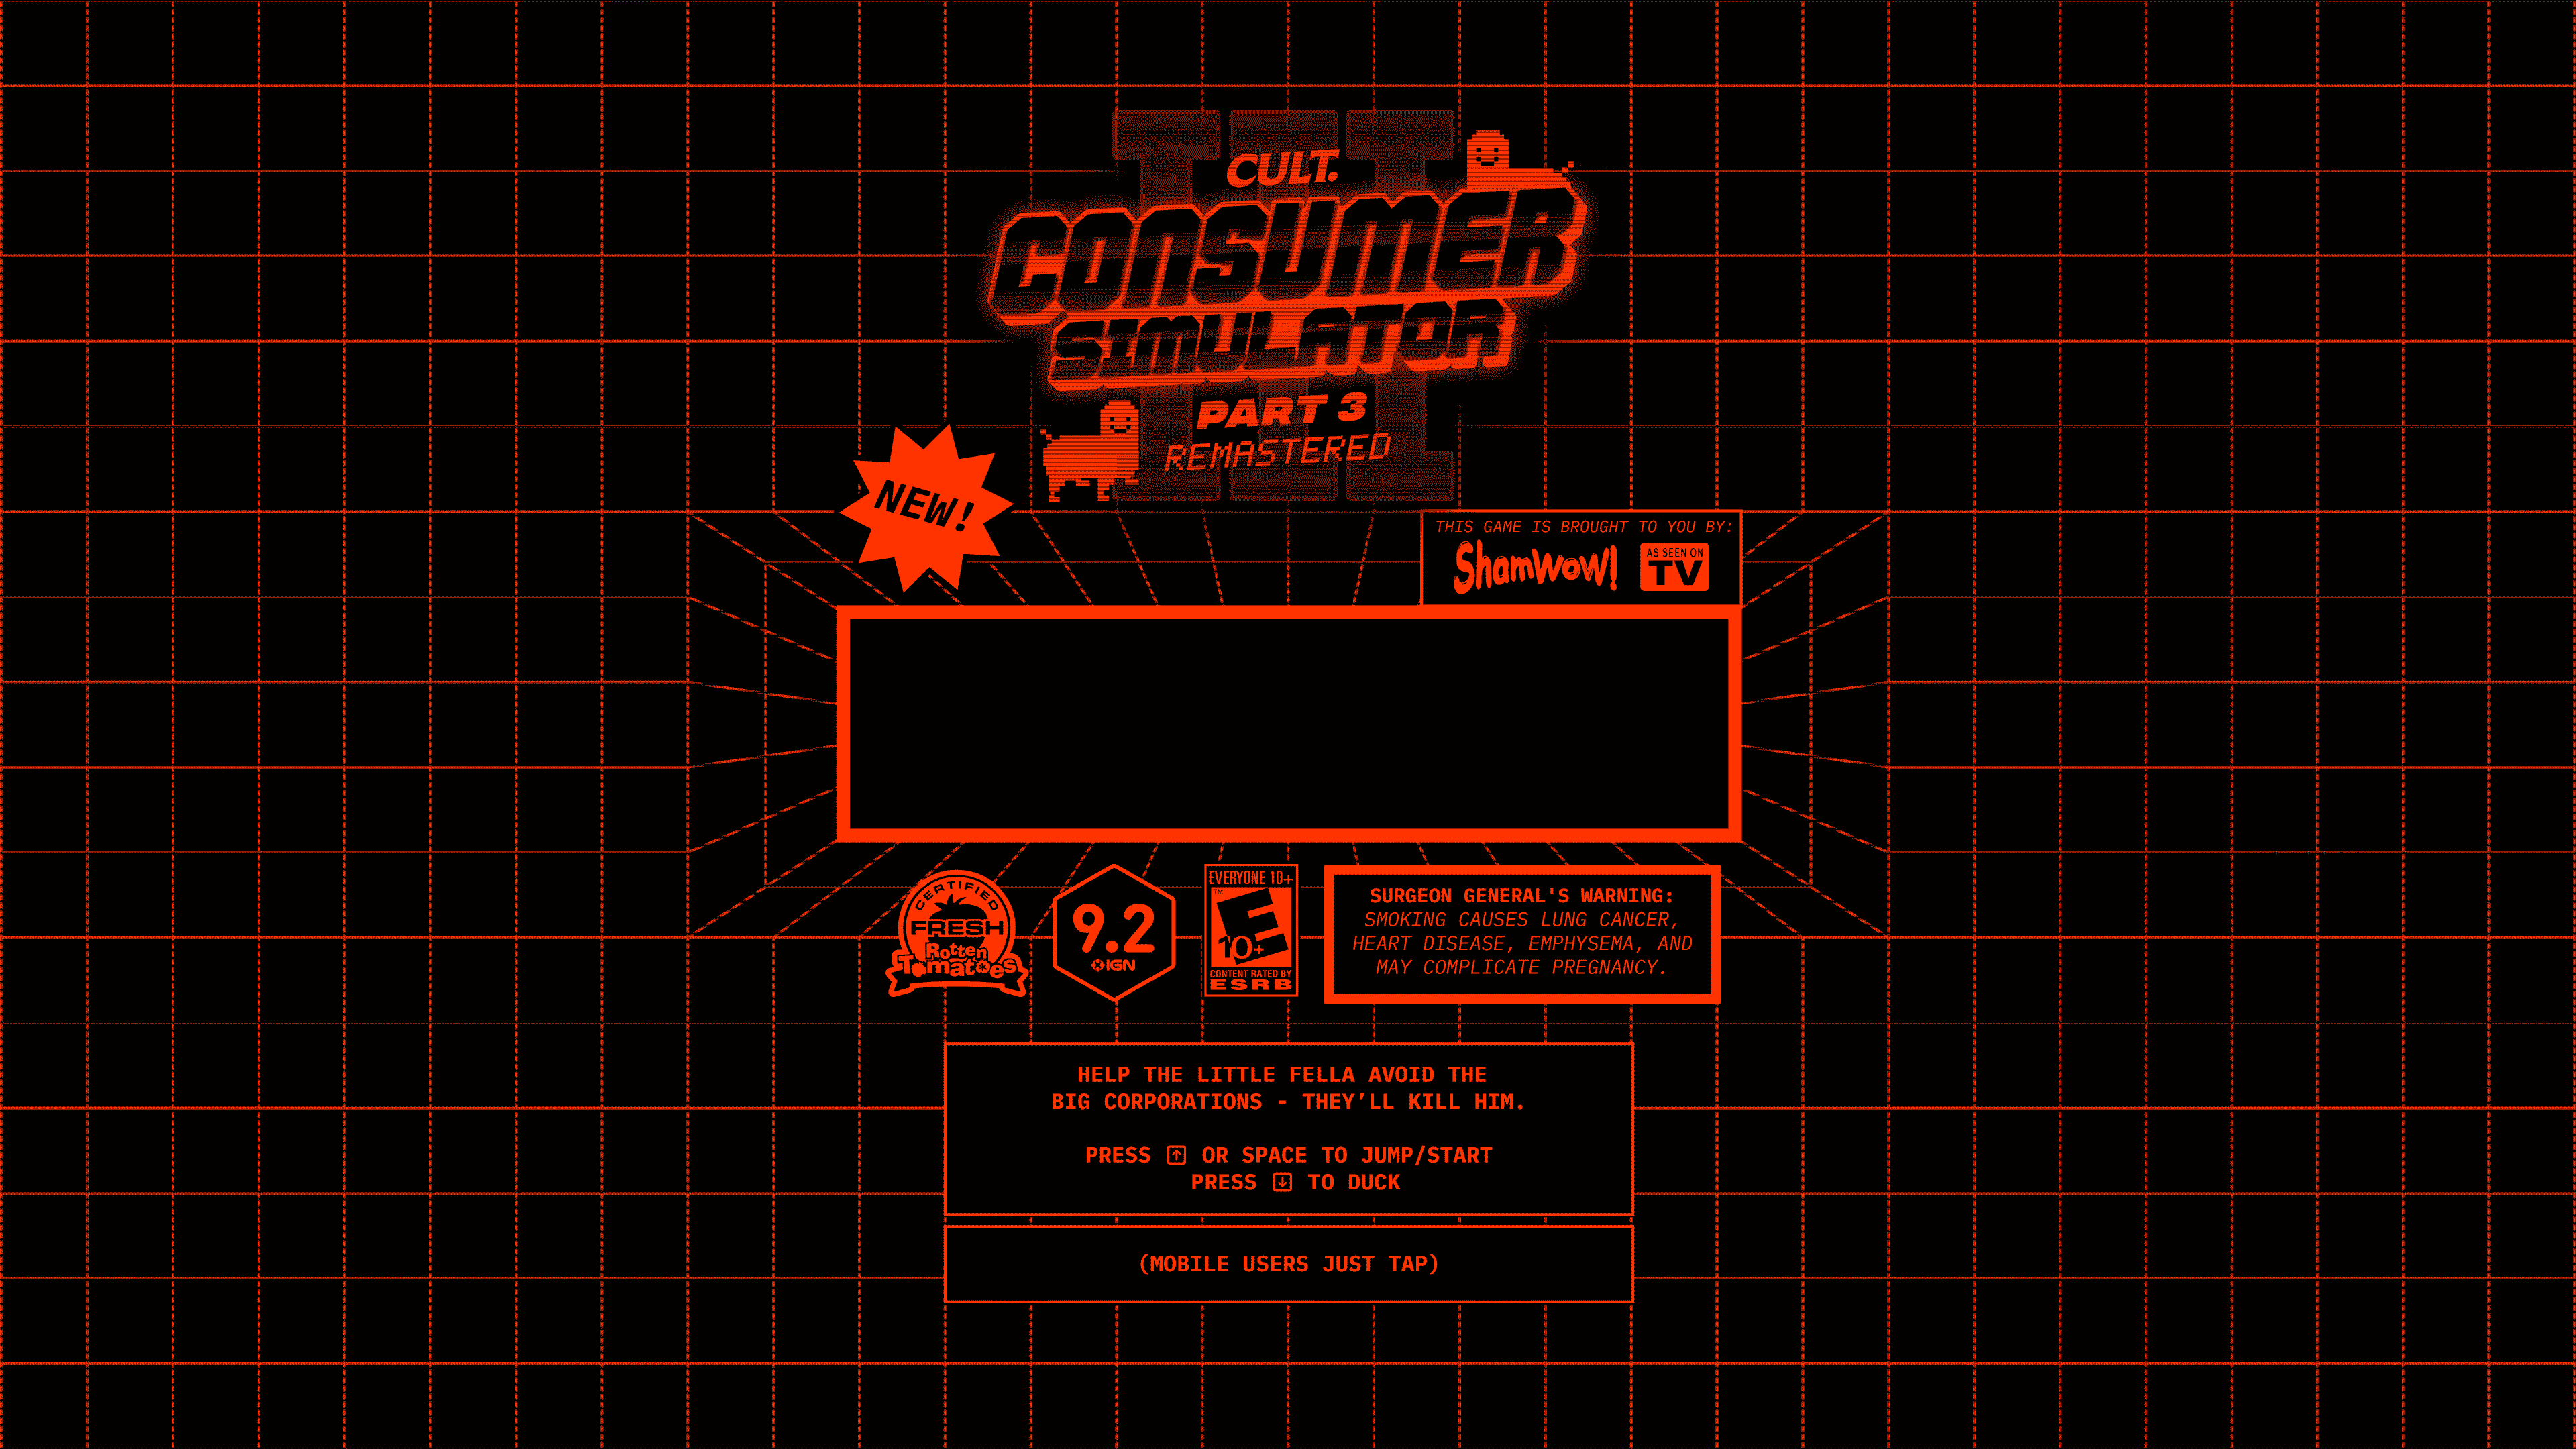 III
CULT.
CONSUMER
SIMULATOR
PART 3
REMASTERED
NEW!
THIS GAME IS BROUGHT TO YOU BY:
ShamWoW!
AS SEEN ON
TV
CERTIFIED
FRESH
Rotten
Tomatoes
9.2
IGN
EVERYONE 10+
TM
E
10+
CONTENT RATED BY
ESRB
SURGEON GENERAL'S WARNING:
SMOKING CAUSES LUNG CANCER,
HEART DISEASE, EMPHYSEMA, AND
MAY COMPLICATE PREGNANCY.
HELP THE LITTLE FELLA AVOID THE
BIG CORPORATIONS - THEY’LL KILL HIM.
PRESS ↑ OR SPACE TO JUMP/START
PRESS ↓ TO DUCK
(MOBILE USERS JUST TAP)